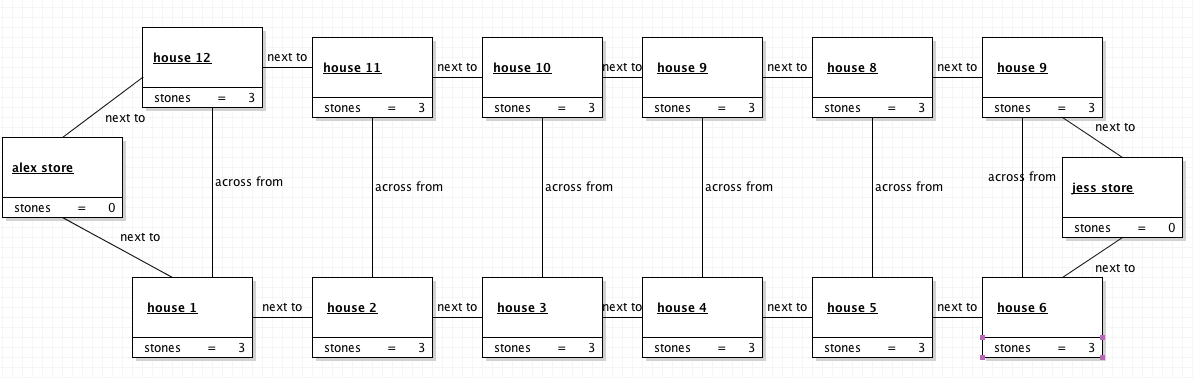 house 12
stones = 3
next to
house 11
stones = 3
next to
house 10
stones = 3
next to
house 9
stones = 3
next to
house 8
stones = 3
next to
house 9
stones = 3
next to
next to
alex store
stones = 0
across from
across from
across from
across from
across from
across from
jess store
stones = 0
next to
next to
house 1
stones = 3
next to
house 2
stones = 3
next to
house 3
stones = 3
next to
house 4
stones = 3
next to
house 5
stones = 3
next to
house 6
stones = 3